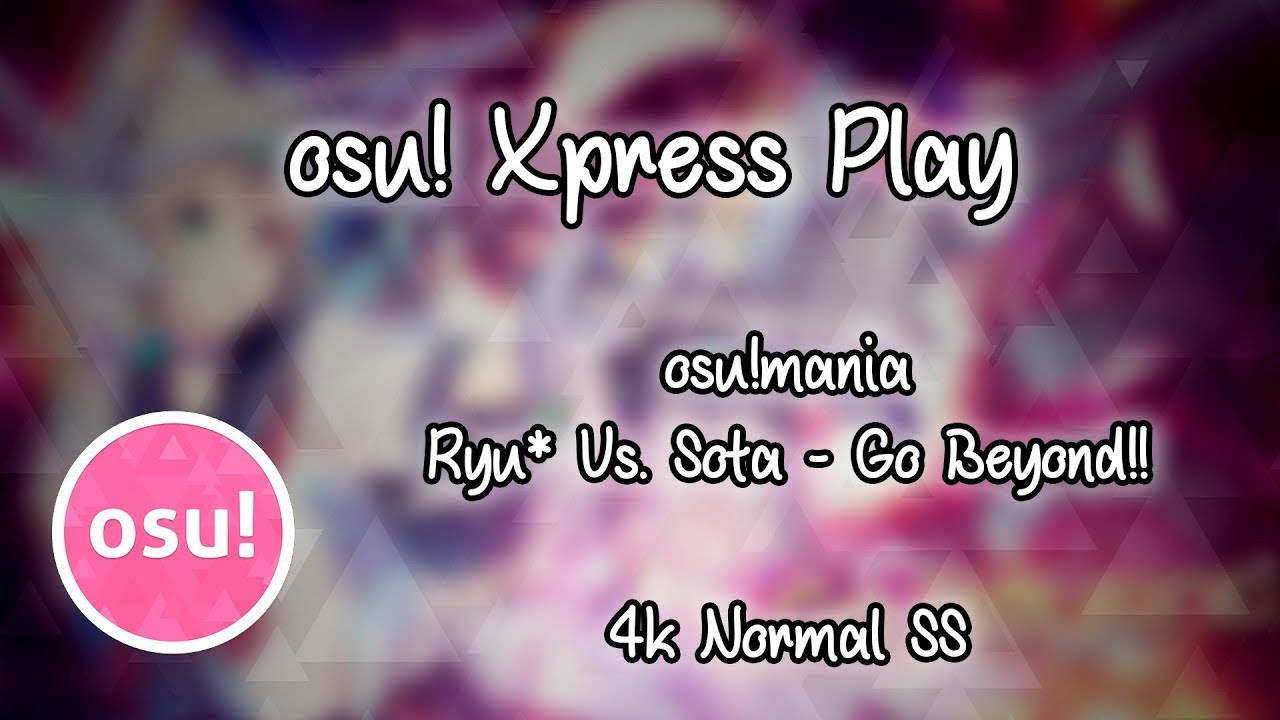 osu! Xpress Play
osu!mania
Ryu* Vs. Sota - Go Beyond!!
osu!
4k Normal SS